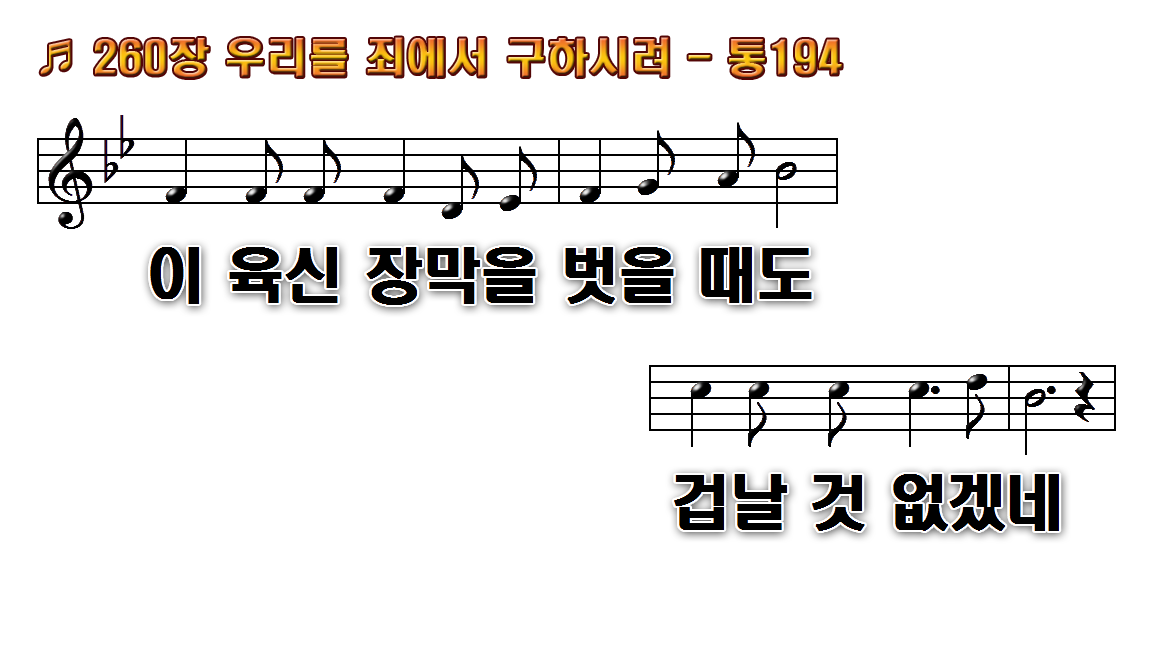 ♬ 260장 우리를 죄에서 구하시려 - 통194
이 육신 장막을 벗을 때도
겁날 것 없겠네